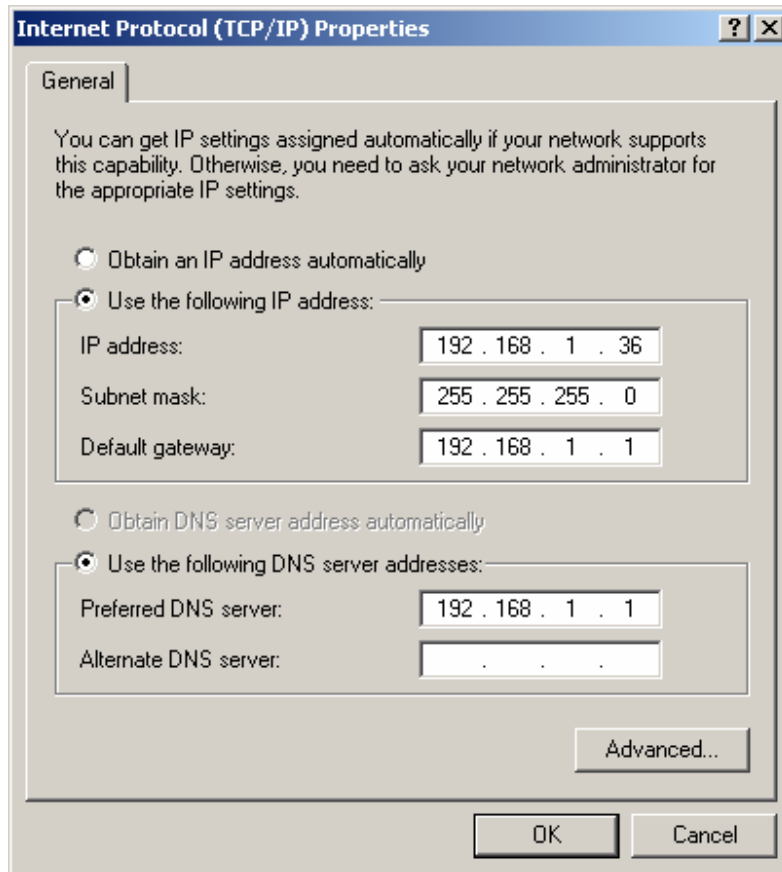 Internet Protocol (TCP/IP) Properties
General
You can get IP settings assigned automatically if your network supports
this capability. Otherwise, you need to ask your network administrator for
the appropriate IP settings.
Obtain an IP address automatically
Use the following IP address:
IP address: 192 . 168 . 1 . 36
Subnet mask: 255 . 255 . 255 . 0
Default gateway: 192 . 168 . 1 . 1
Obtain DNS server address automatically
Use the following DNS server addresses:
Preferred DNS server: 192 . 168 . 1 . 1
Alternate DNS server: . . .
Advanced...
OK Cancel